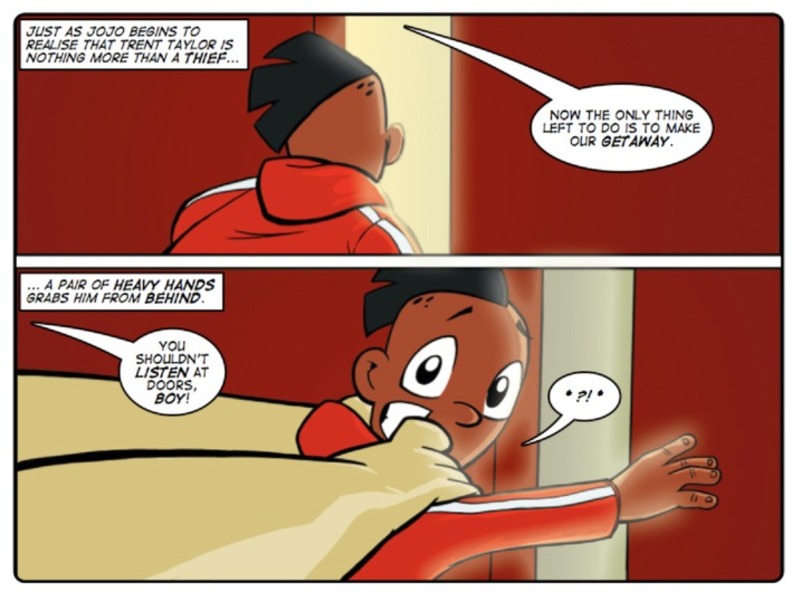 JUST AS JOJO BEGINS TO
REALISE THAT TRENT TAYLOR IS
NOTHING MORE THAN A THIEF...
NOW THE ONLY THING
LEFT TO DO IS TO MAKE
OUR GETAWAY.
... A PAIR OF HEAVY HANDS
GRABS HIM FROM BEHIND.
YOU
SHOULDN'T
LISTEN AT
DOORS,
BOY!
* ?! *